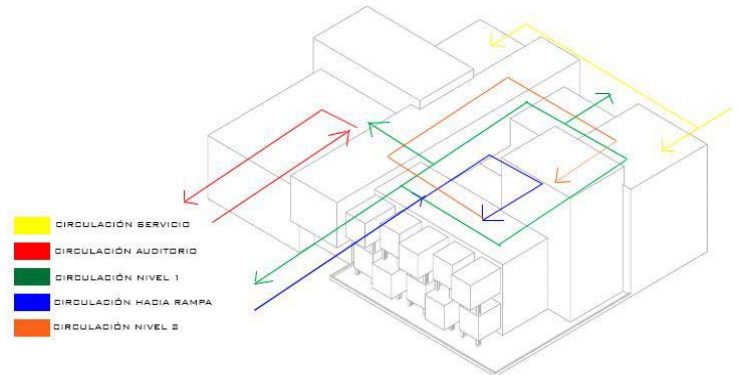 CIRCULACIÓN SERVICIO
CIRCULACIÓN AUDITORIO
CIRCULACIÓN NIVEL 1
CIRCULACIÓN HACIA RAMPA
CIRCULACIÓN NIVEL 2